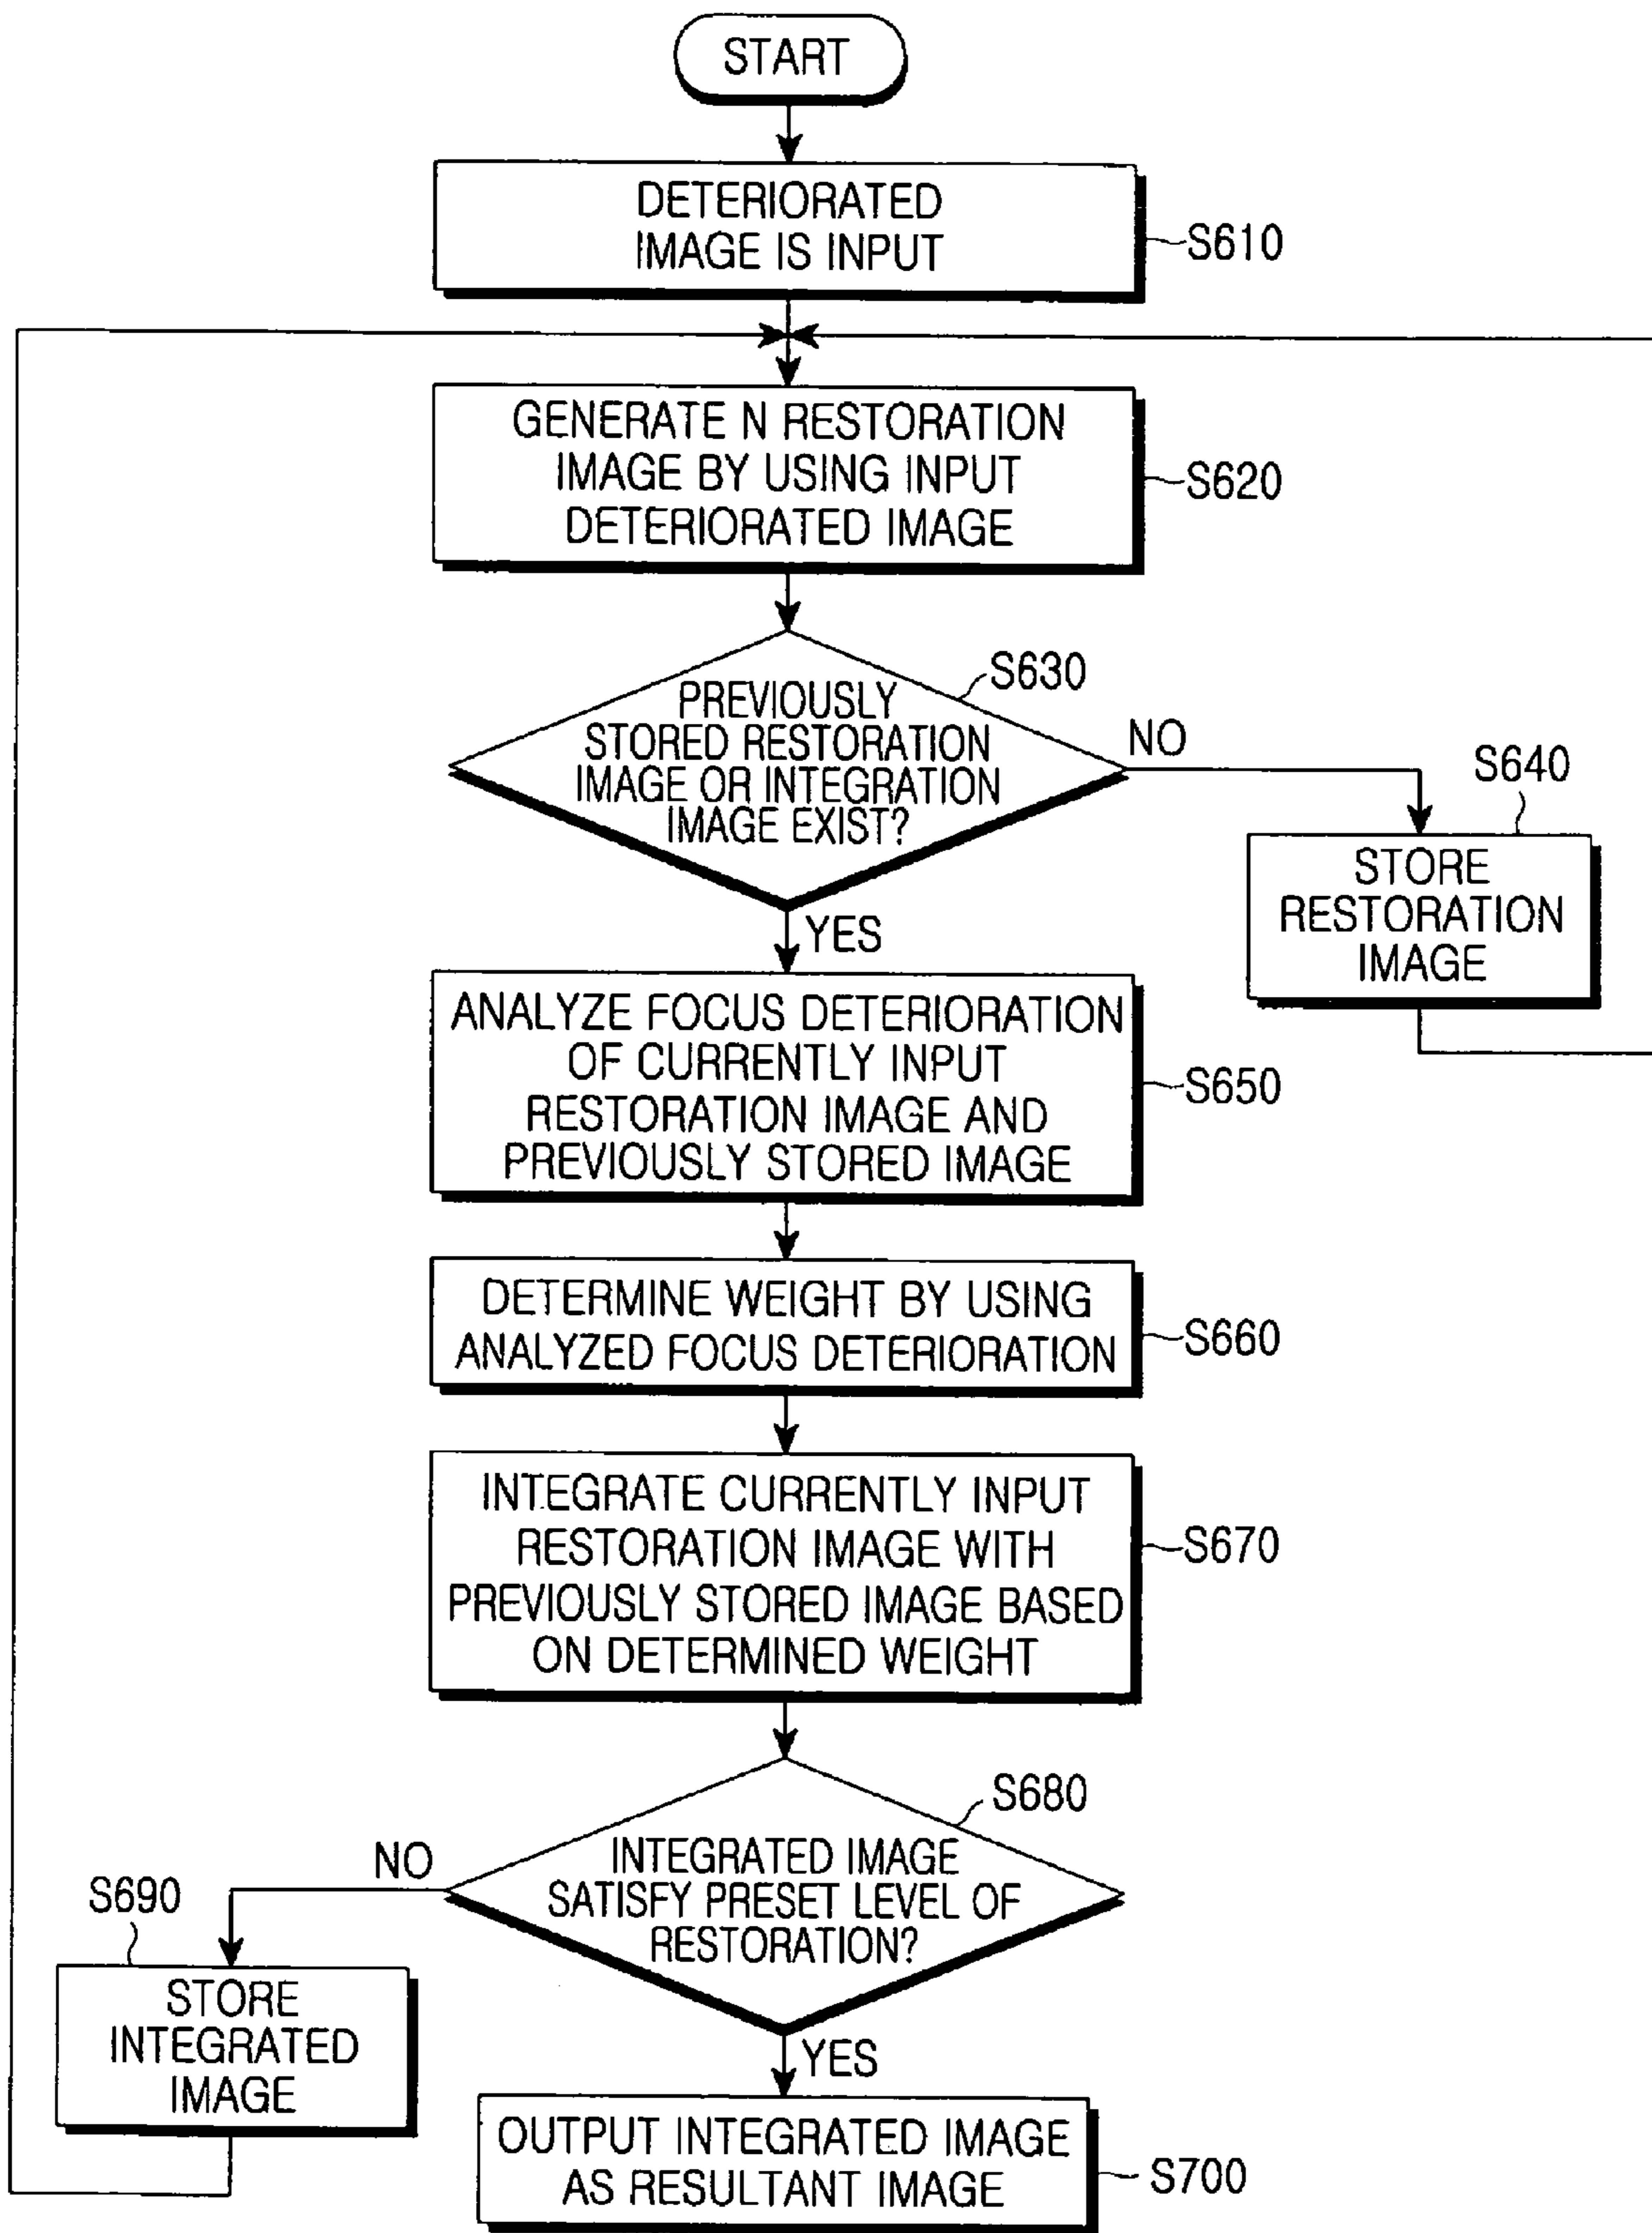 START
DETERIORATED
IMAGE IS INPUT
S610
GENERATE N RESTORATION
IMAGE BY USING INPUT
DETERIORATED IMAGE
S620
S630
PREVIOUSLY
STORED RESTORATION
IMAGE OR INTEGRATION
IMAGE EXIST?
NO
S640
STORE
RESTORATION
IMAGE
YES
ANALYZE FOCUS DETERIORATION
OF CURRENTLY INPUT
RESTORATION IMAGE AND
PREVIOUSLY STORED IMAGE
S650
DETERMINE WEIGHT BY USING
ANALYZED FOCUS DETERIORATION
S660
INTEGRATE CURRENTLY INPUT
RESTORATION IMAGE WITH
PREVIOUSLY STORED IMAGE BASED
ON DETERMINED WEIGHT
S670
S680
INTEGRATED IMAGE
SATISFY PRESET LEVEL OF
RESTORATION?
NO
S690
STORE
INTEGRATED
IMAGE
YES
OUTPUT INTEGRATED IMAGE
AS RESULTANT IMAGE
S700